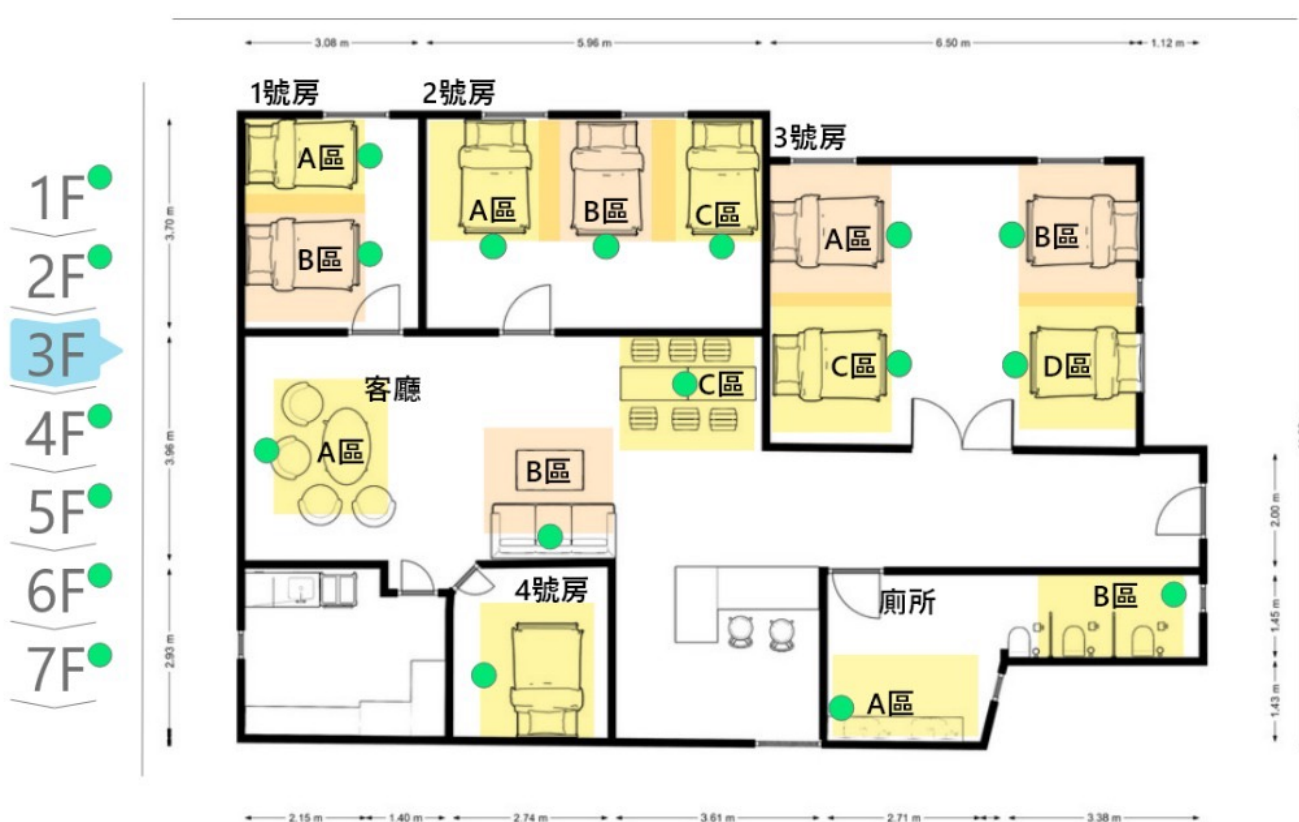 3.08 m
5.96 m
6.50 m
1.12 m
1號房
2號房
3號房
A區
B區
A區
B區
C區
A區
B區
C區
D區
1F
2F
3F
4F
5F
6F
7F
3.70 m
3.96 m
2.93 m
客廳
A區
B區
C區
4號房
廁所
B區
A區
2.00 m
1.45 m
1.43 m
2.15 m
1.40 m
2.74 m
3.61 m
2.71 m
3.38 m